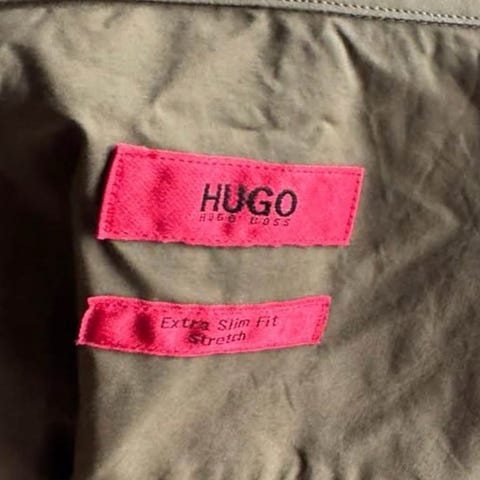 HUGO
HUGO BOSS
Extra Slim Fit
Stretch